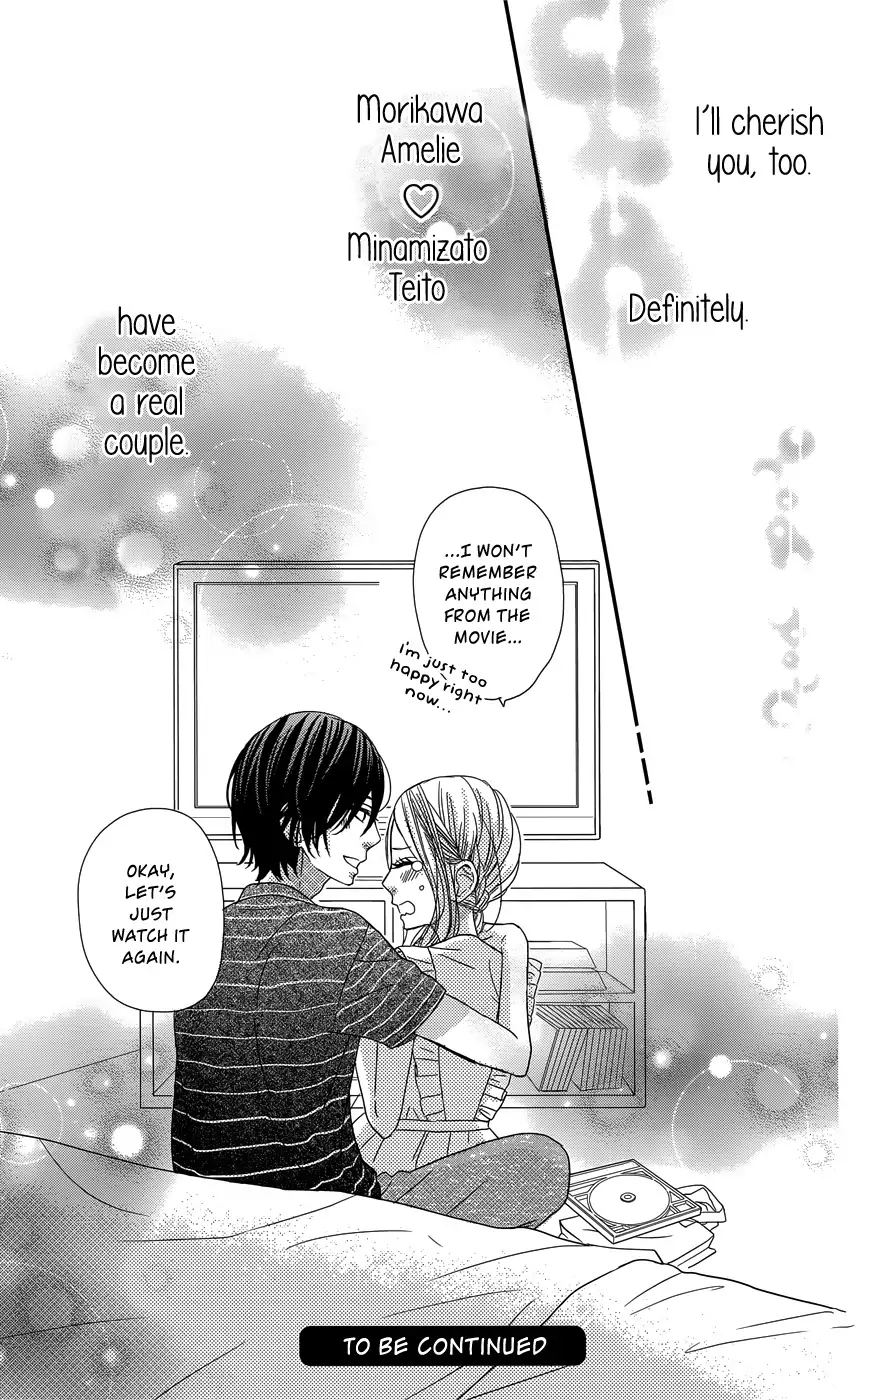 I'll cherish
you, too.
Definitely.
Morikawa
Amelie
♡
Minamizato
Teito
have
become
a real
couple.
...I WON'T
REMEMBER
ANYTHING
FROM THE
MOVIE...
I'm just too
happy right
now...
OKAY,
LET'S
JUST
WATCH IT
AGAIN.
TO BE CONTINUED